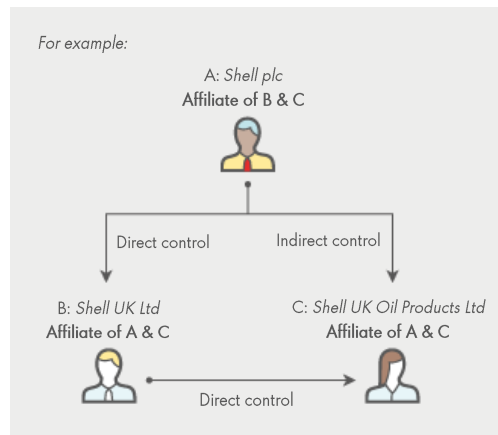 For example:
A: Shell plc
Affiliate of B & C
Direct control
Indirect control
B: Shell UK Ltd
Affiliate of A & C
C: Shell UK Oil Products Ltd
Affiliate of A & C
Direct control